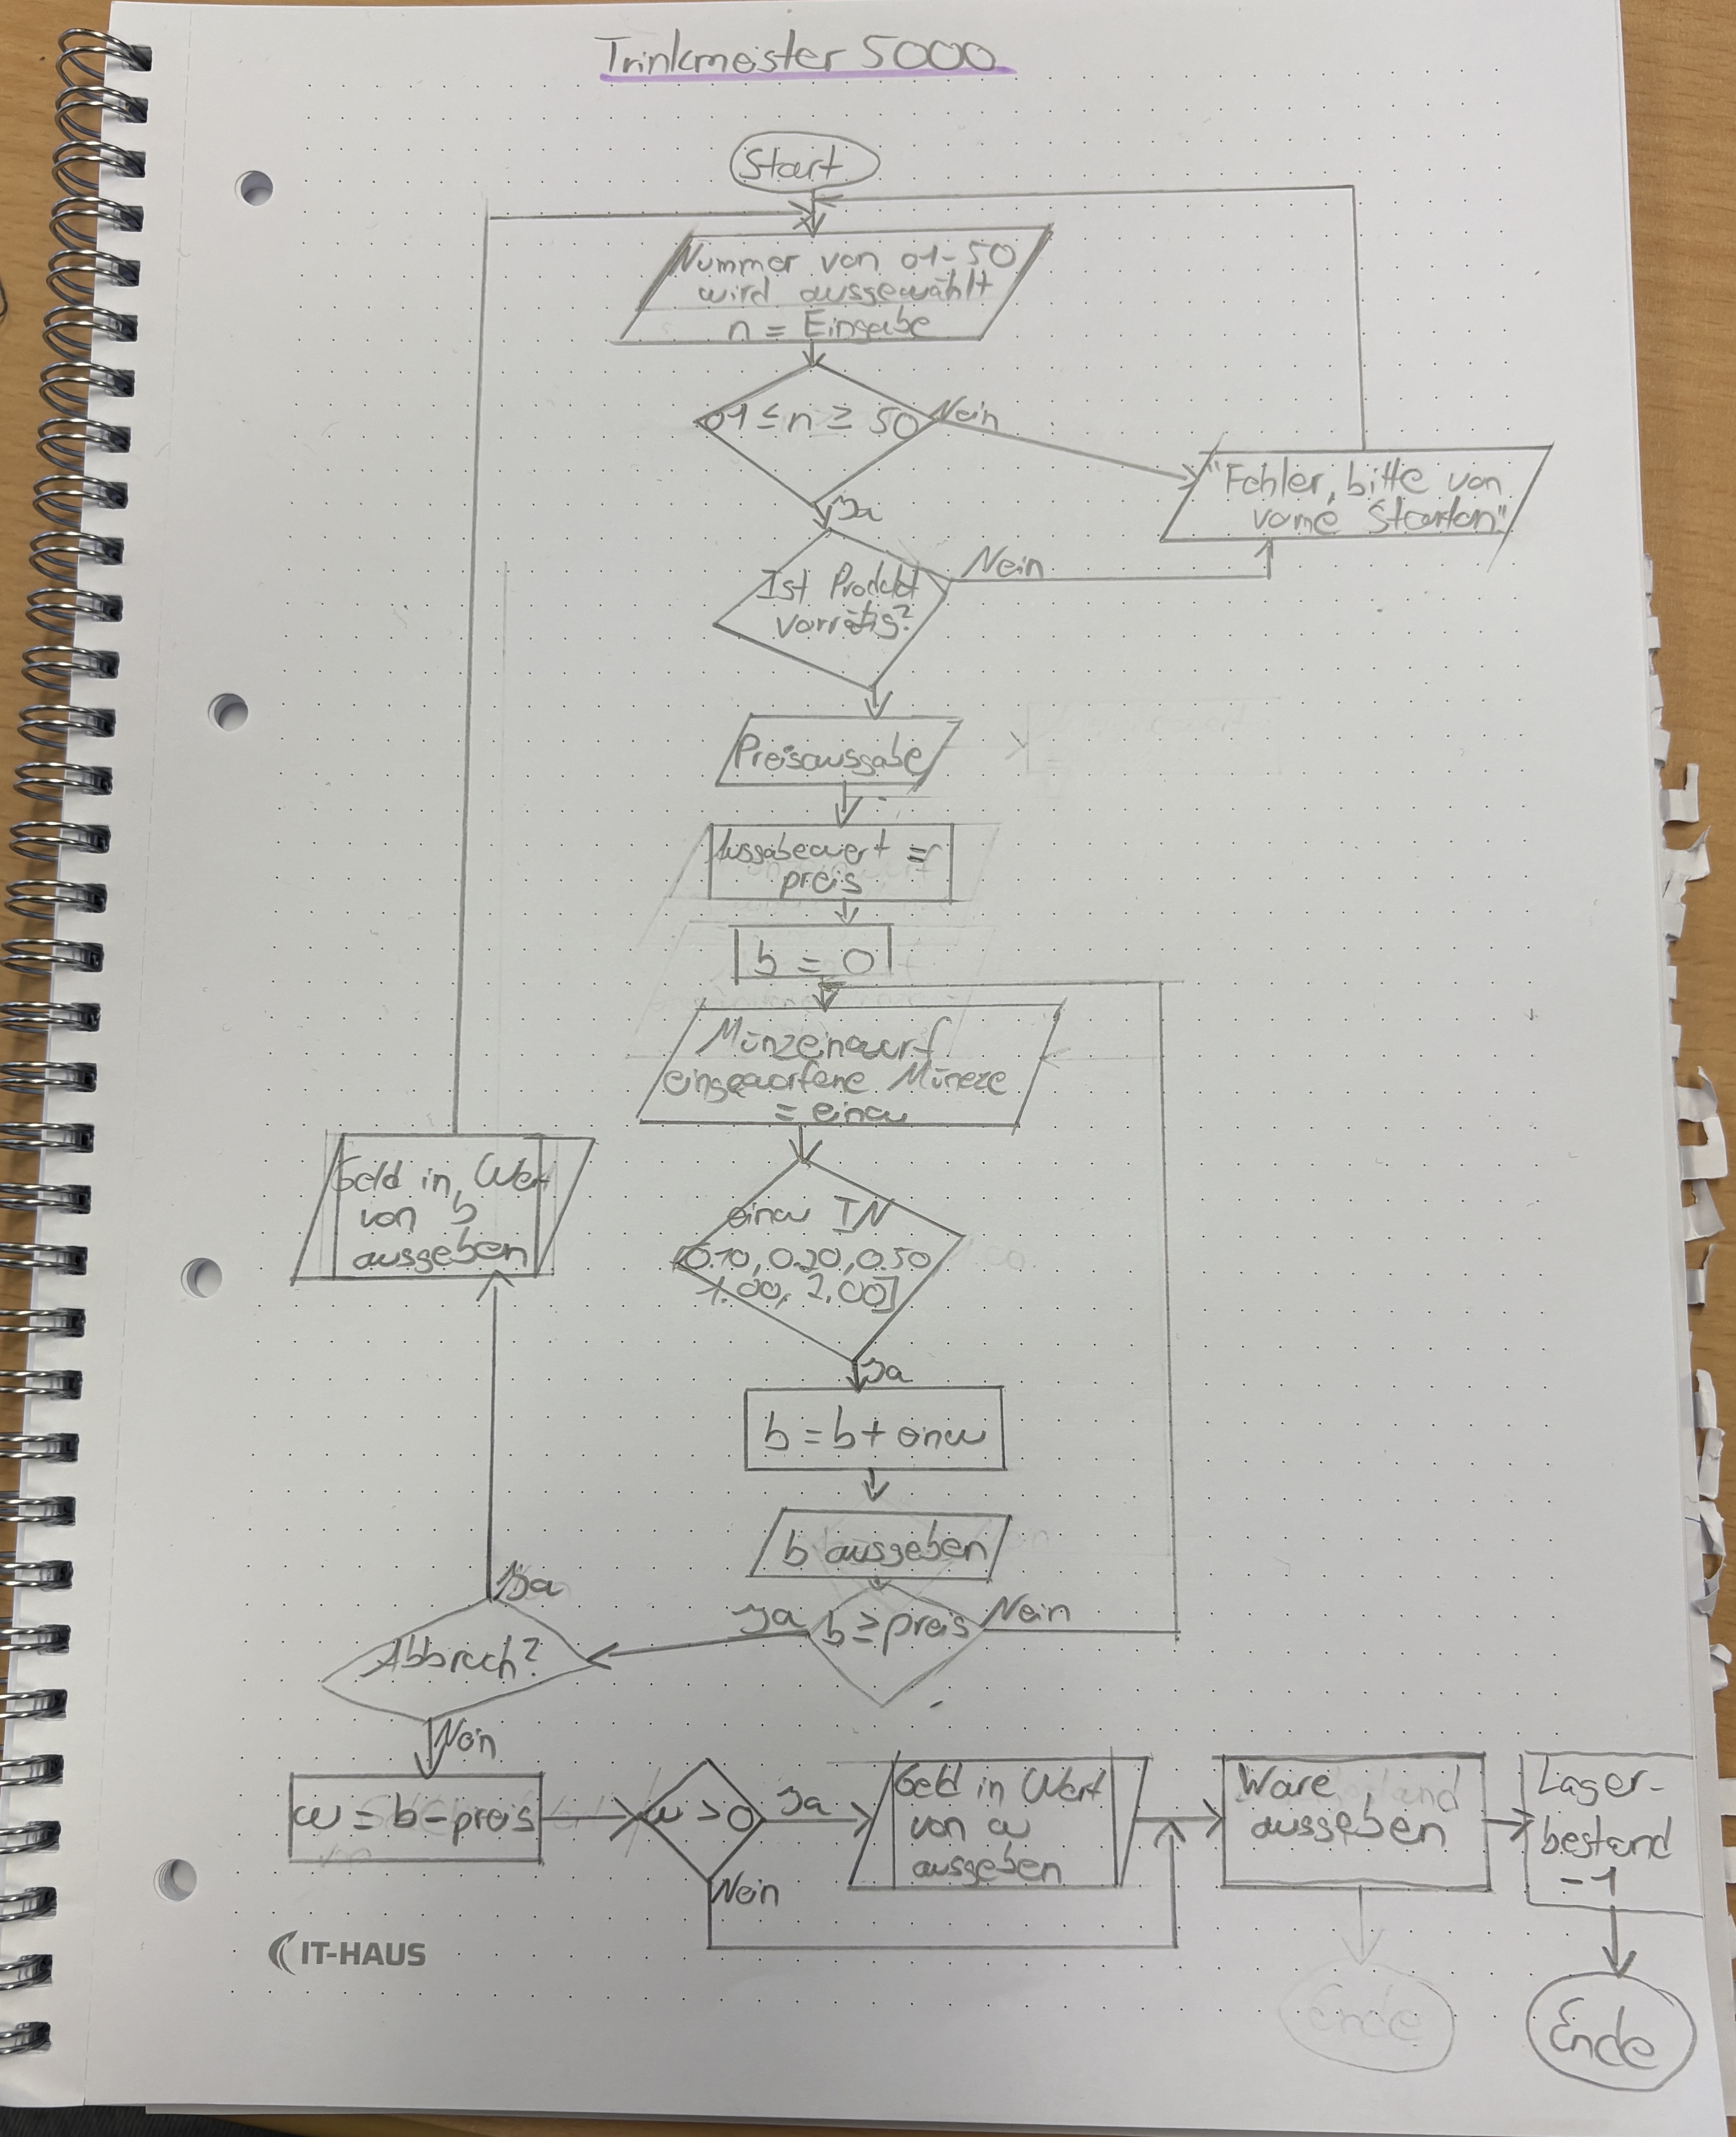 Trinkmeister 5000
Start
Nummer von 01-50
wird ausgewählt
n = Eingabe
01 ≤ n ≥ 50
Nein
"Fehler, bitte von
vorne Starten"
Ja
Ist Produkt
vorrätig?
Nein
Preisausgabe
Ausgabewert =
preis
b = 0
Münzeinwurf
eingeworfene Münze
= einw
Geld in Wert
von b
ausgeben
einw IN
0.10, 0.20, 0.50
1.00, 2.00]
Ja
b = b + einw
b ausgeben
Ja
Ja
b ≥ preis
Nein
Abbruch?
Nein
w = b - preis
w > 0
Ja
Geld in Wert
von w
ausgeben
Ware
ausgeben
Lager-
bestand
-1
Nein
IT-HAUS
Ende
Ende